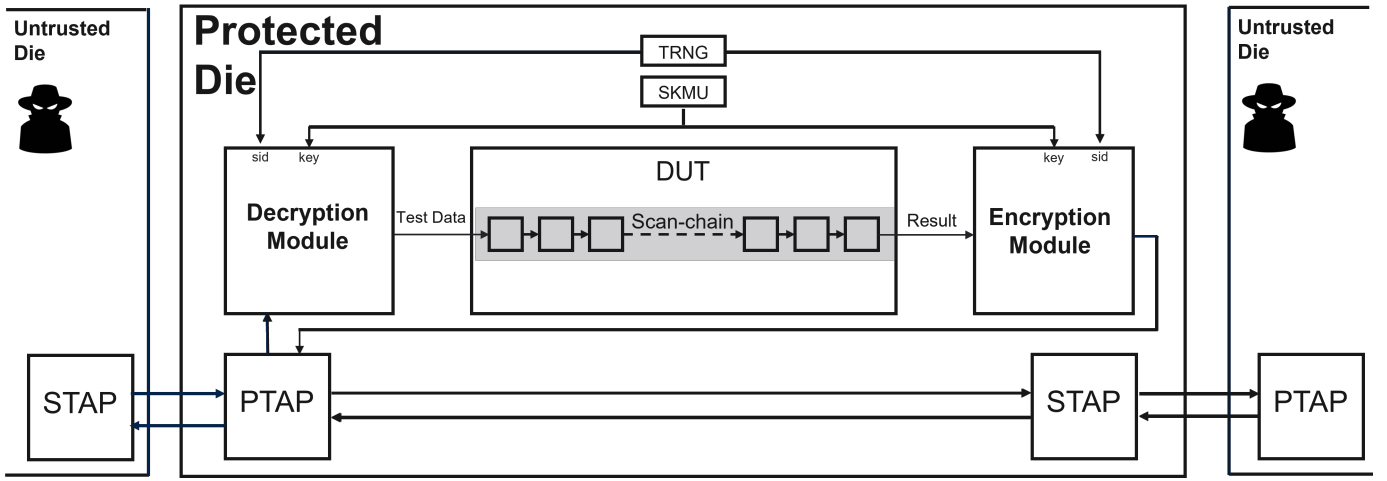 Untrusted
Die
Protected
Die
TRNG
SKMU
Untrusted
Die
sid
key
key
sid
Decryption
Module
Test Data
DUT
Scan-chain
Result
Encryption
Module
STAP
PTAP
STAP
PTAP